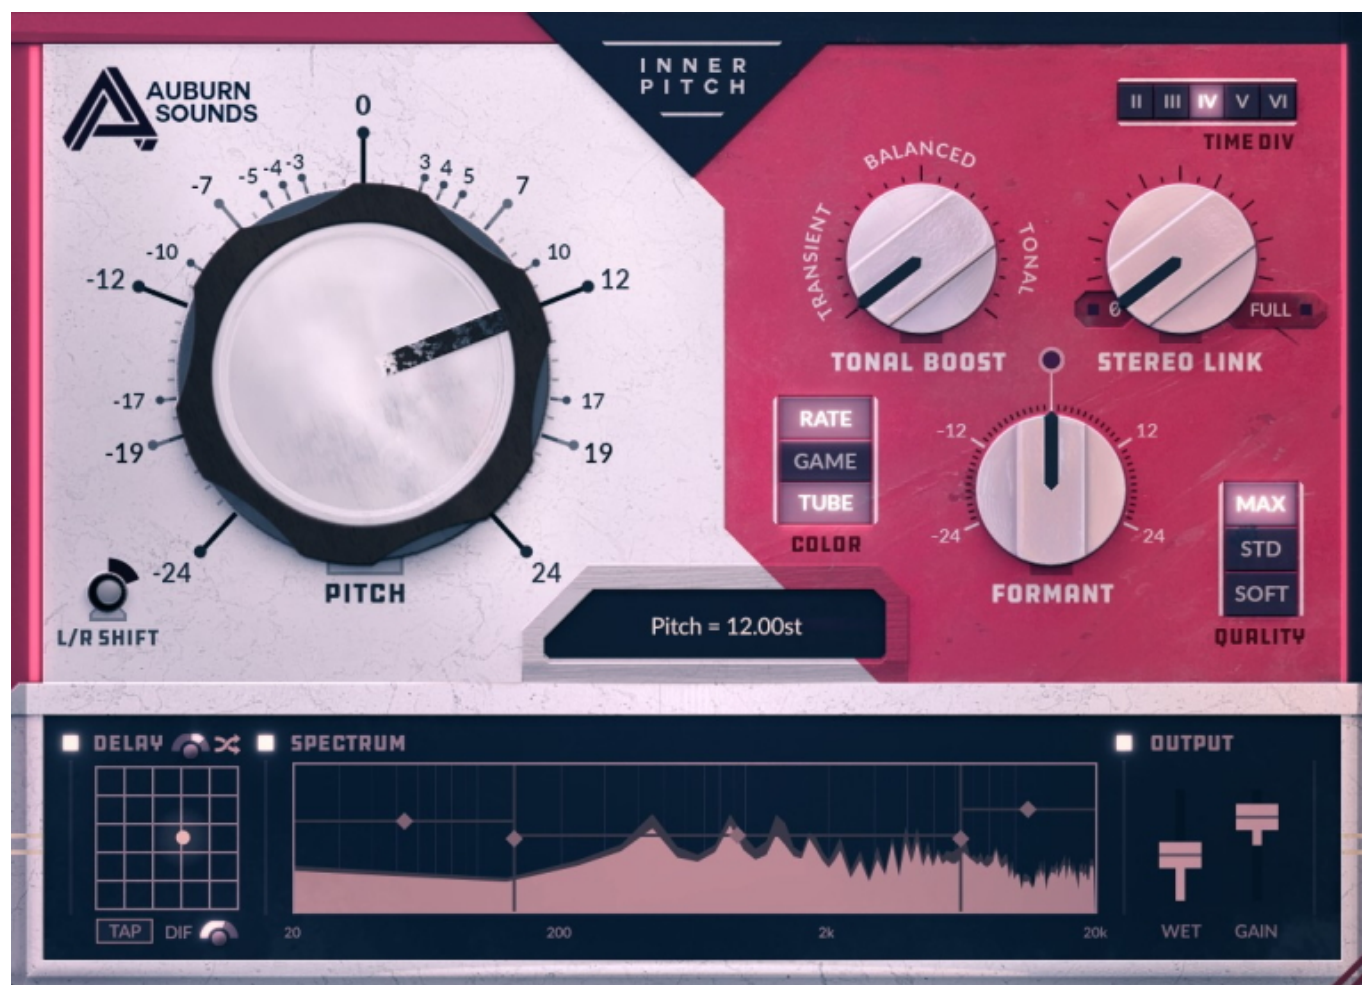 AUBURN
SOUNDS
INNER
PITCH
II III IV V VI
TIME DIV
0
-3 3
-4 4
-5 5
-7 7
-10 10
-12 12
-17 17
-19 19
-24 24
PITCH
L/R SHIFT
TRANSIENT BALANCED TONAL
TONAL BOOST
0 FULL
STEREO LINK
RATE
GAME
TUBE
COLOR
-12 12
-24 24
FORMANT
MAX
STD
SOFT
QUALITY
Pitch = 12.00st
DELAY SPECTRUM OUTPUT
TAP DIF
20 200 2k 20k
WET GAIN